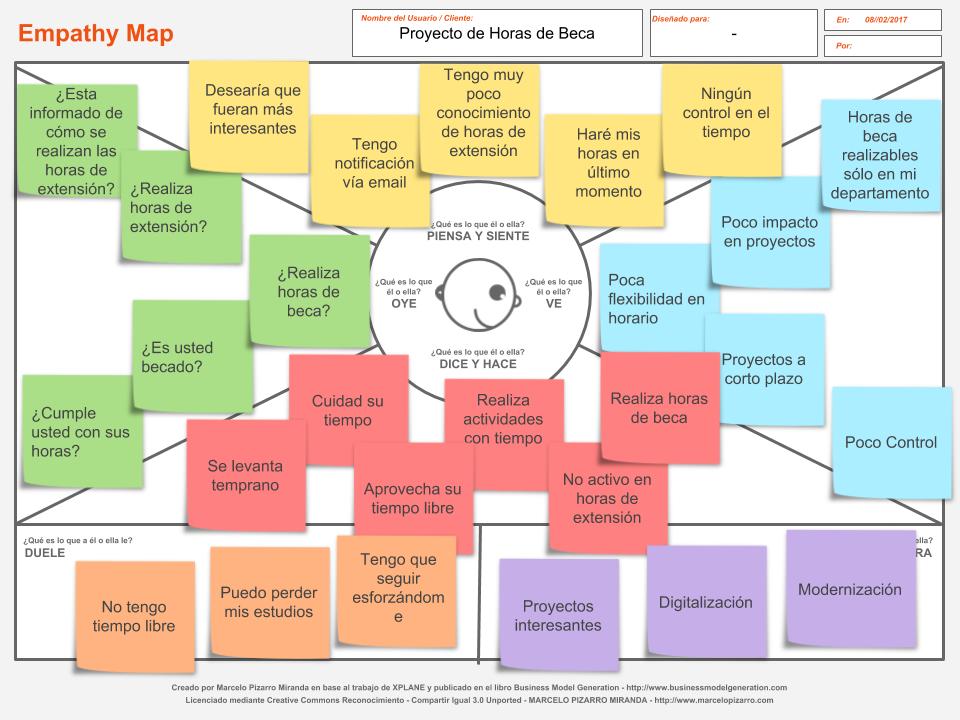 Empathy Map
Nombre del Usuario / Cliente:
Proyecto de Horas de Beca
Diseñado para:
-
En: 08//02/2017
Por:
¿Esta
informado de
cómo se
realizan las
horas de
extensión?
¿Realiza
horas de
extensión?
¿Realiza
horas de
beca?
¿Es usted
becado?
¿Cumple
usted con sus
horas?
Desearía que
fueran más
interesantes
Tengo
notificación
vía email
Tengo muy
poco
conocimiento
de horas de
extensión
Haré mis
horas en
último
momento
Ningún
control en el
tiempo
Horas de
beca
realizables
sólo en mi
departamento
Poco impacto
en proyectos
Poca
flexibilidad en
horario
Proyectos a
corto plazo
Poco Control
¿Qué es lo que él o ella?
PIENSA Y SIENTE
¿Qué es lo que
él o ella?
OYE
¿Qué es lo que
él o ella?
VE
¿Qué es lo que él o ella?
DICE Y HACE
Cuidad su
tiempo
Realiza
actividades
con tiempo
Realiza horas
de beca
Se levanta
temprano
Aprovecha su
tiempo libre
No activo en
horas de
extensión
¿Qué es lo que a él o ella le?
DUELE
No tengo
tiempo libre
Puedo perder
mis estudios
Tengo que
seguir
esforzándom
e
ella?
RA
Proyectos
interesantes
Digitalización
Modernización
Creado por Marcelo Pizarro Miranda en base al trabajo de XPLANE y publicado en el libro Business Model Generation - http://www.businessmodelgeneration.com
Licenciado mediante Creative Commons Reconocimiento - Compartir Igual 3.0 Unported - MARCELO PIZARRO MIRANDA - http://www.marcelopizarro.com